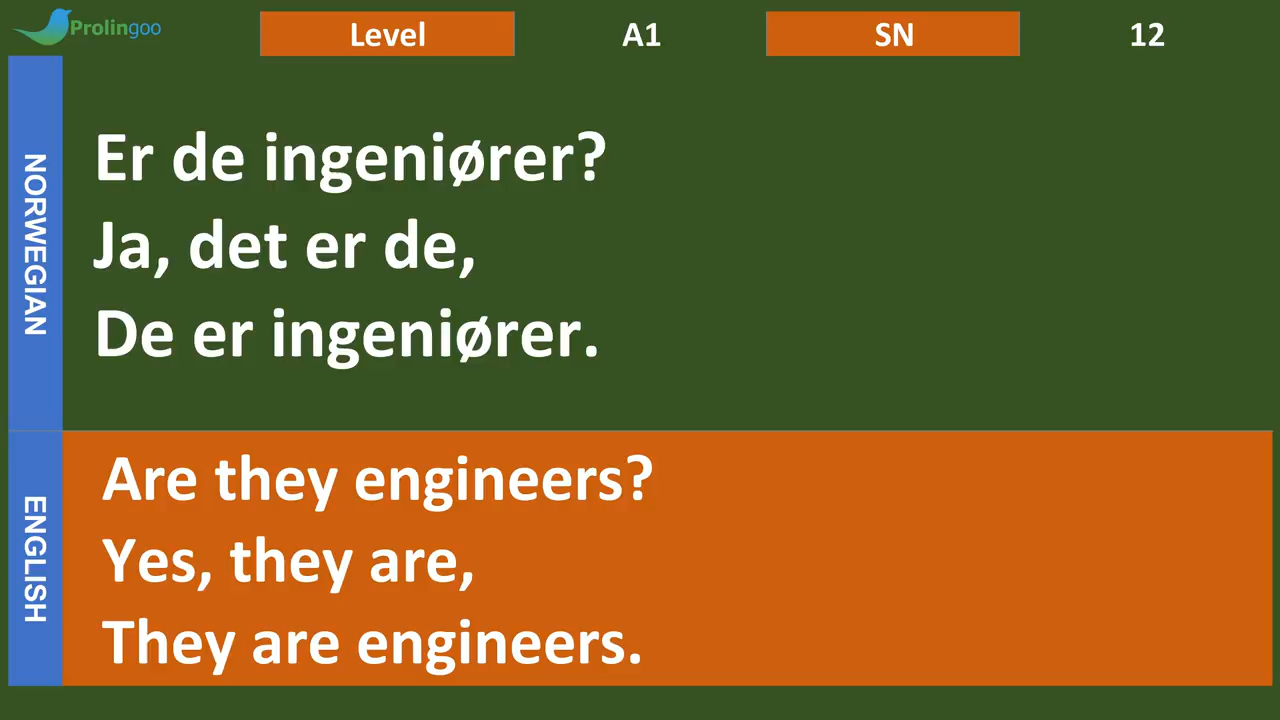 Prolingoo
Level A1 SN 12
NORWEGIAN
Er de ingeniører?
Ja, det er de,
De er ingeniører.
ENGLISH
Are they engineers?
Yes, they are,
They are engineers.